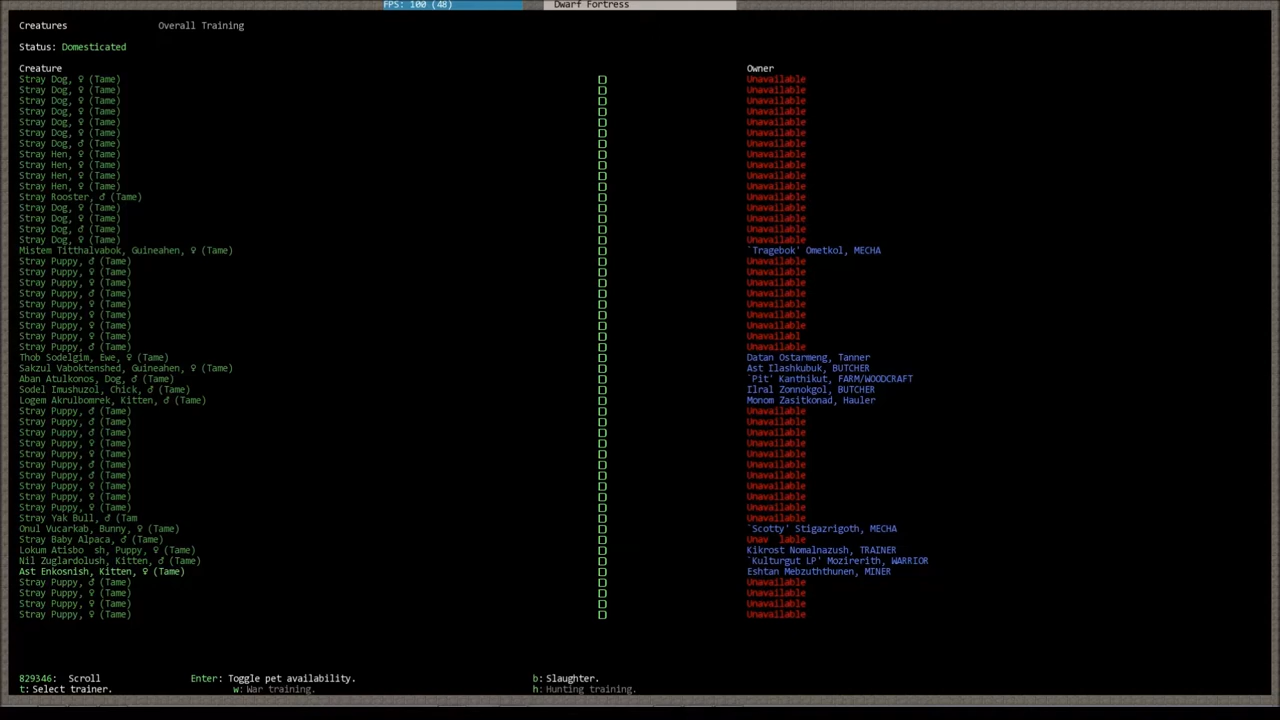 FPS: 100 (48) Dwarf Fortress
Creatures Overall Training
Status: Domesticated
Creature Owner
Stray Dog, ♀ (Tame) D Unavailable
Stray Dog, ♀ (Tame) D Unavailable
Stray Dog, ♀ (Tame) D Unavailable
Stray Dog, ♀ (Tame) D Unavailable
Stray Dog, ♀ (Tame) D Unavailable
Stray Dog, ♀ (Tame) D Unavailable
Stray Dog, ♂ (Tame) D Unavailable
Stray Hen, ♀ (Tame) D Unavailable
Stray Hen, ♀ (Tame) D Unavailable
Stray Hen, ♀ (Tame) D Unavailable
Stray Hen, ♀ (Tame) D Unavailable
Stray Rooster, ♂ (Tame) D Unavailable
Stray Dog, ♀ (Tame) D Unavailable
Stray Dog, ♀ (Tame) D Unavailable
Stray Dog, ♂ (Tame) D Unavailable
Stray Dog, ♀ (Tame) D Unavailable
Mistem Titthalvabok, Guineahen, ♀ (Tame) D `Tragebok' Ometkol, MECHA
Stray Puppy, ♂ (Tame) D Unavailable
Stray Puppy, ♀ (Tame) D Unavailable
Stray Puppy, ♀ (Tame) D Unavailable
Stray Puppy, ♂ (Tame) D Unavailable
Stray Puppy, ♀ (Tame) D Unavailable
Stray Puppy, ♀ (Tame) D Unavailable
Stray Puppy, ♀ (Tame) D Unavailable
Stray Puppy, ♀ (Tame) D Unavailabl
Stray Puppy, ♂ (Tame) D Unavailable
Thob Sodelgim, Ewe, ♀ (Tame) D Datan Ostarmeng, Tanner
Sakzul Vaboktenshed, Guineahen, ♀ (Tame) D Ast Ilashkubuk, BUTCHER
Aban Atulkonos, Dog, ♂ (Tame) D `Pit' Kanthikut, FARM/WOODCRAFT
Sodel Imushuzol, Chick, ♂ (Tame) D Ilral Zonnokgol, BUTCHER
Logem Akrulbomrek, Kitten, ♂ (Tame) D Monom Zasitkonad, Hauler
Stray Puppy, ♂ (Tame) D Unavailable
Stray Puppy, ♂ (Tame) D Unavailable
Stray Puppy, ♂ (Tame) D Unavailable
Stray Puppy, ♀ (Tame) D Unavailable
Stray Puppy, ♀ (Tame) D Unavailable
Stray Puppy, ♂ (Tame) D Unavailable
Stray Puppy, ♂ (Tame) D Unavailable
Stray Puppy, ♀ (Tame) D Unavailable
Stray Puppy, ♀ (Tame) D Unavailable
Stray Puppy, ♀ (Tame) D Unavailable
Stray Yak Bull, ♂ (Tam D Unavailable
Onul Vucarkab, Bunny, ♀ (Tame) D `Scotty' Stigazrigoth, MECHA
Stray Baby Alpaca, ♂ (Tame) D Unav lable
Lokum Atisbo sh, Puppy, ♀ (Tame) D Kikrost Nomalnazush, TRAINER
Nil Zuglardolush, Kitten, ♂ (Tame) D `Kulturgut LP' Mozirerith, WARRIOR
Ast Enkosnish, Kitten, ♀ (Tame) D Eshtan Mebzuththunen, MINER
Stray Puppy, ♂ (Tame) D Unavailable
Stray Puppy, ♀ (Tame) D Unavailable
Stray Puppy, ♀ (Tame) D Unavailable
Stray Puppy, ♀ (Tame) D Unavailable
829346: Scroll Enter: Toggle pet availability. b: Slaughter.
t: Select trainer. w: War training. h: Hunting training.